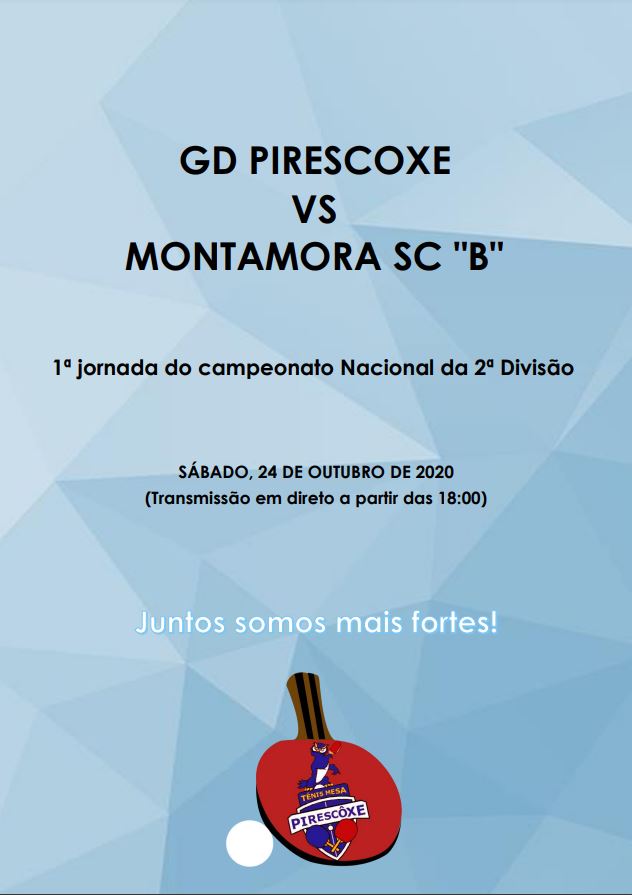 GD PIRESCOXE
VS
MONTAMORA SC "B"
1ª jornada do campeonato Nacional da 2ª Divisão
SÁBADO, 24 DE OUTUBRO DE 2020
(Transmissão em direto a partir das 18:00)
Juntos somos mais fortes!
TÉNIS MESA
PIRESCÔXE